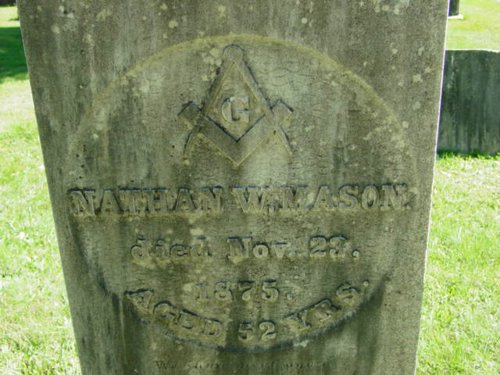 G
NATHAN W. MASON.
died Nov. 23,
1875.
AGED 52 YRS.